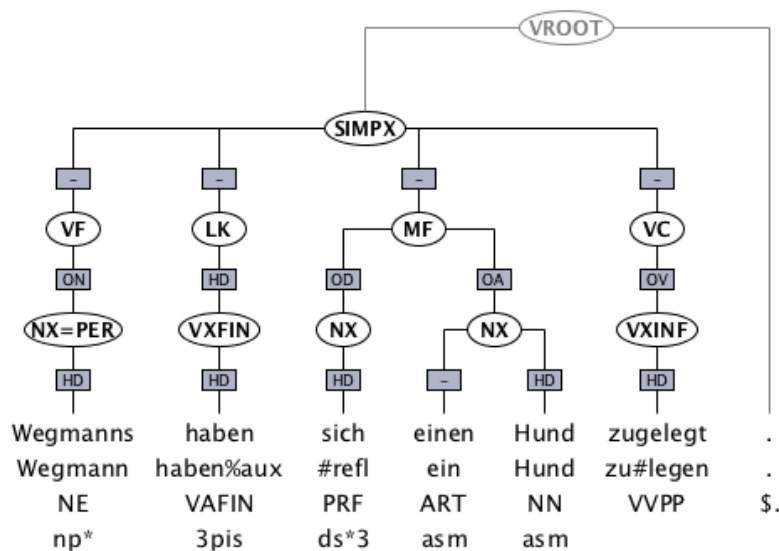 VROOT
SIMPX
– – – –
VF LK MF VC
ON HD OD OA OV
NX=PER VXFIN NX NX VXINF
HD HD HD – HD HD
Wegmanns haben sich einen Hund zugelegt .
Wegmann haben%aux #refl ein Hund zu#legen .
NE VAFIN PRF ART NN VVPP $.
np* 3pis ds*3 asm asm